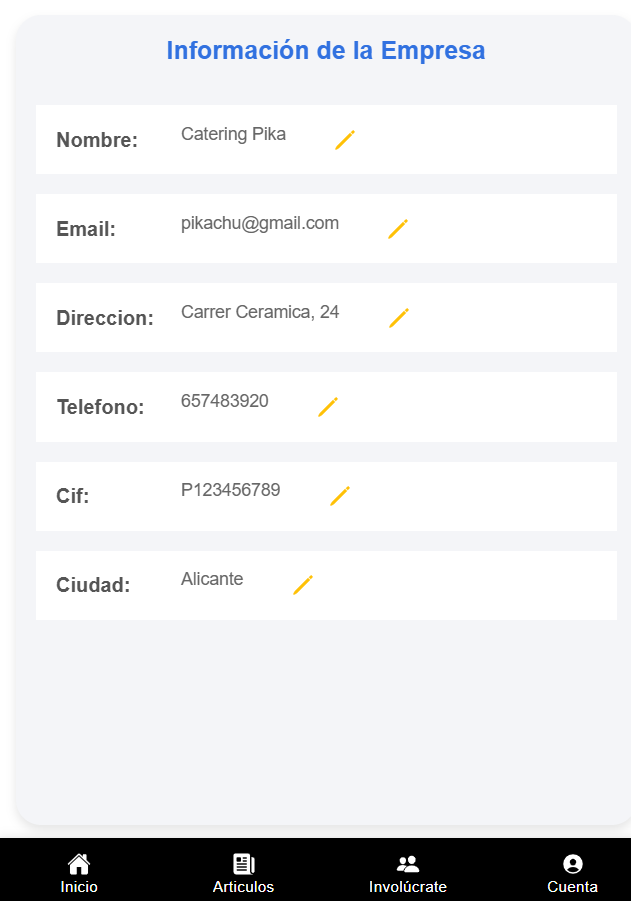 Información de la Empresa
Nombre: Catering Pika
Email: pikachu@gmail.com
Direccion: Carrer Ceramica, 24
Telefono: 657483920
Cif: P123456789
Ciudad: Alicante
Inicio Articulos Involúcrate Cuenta